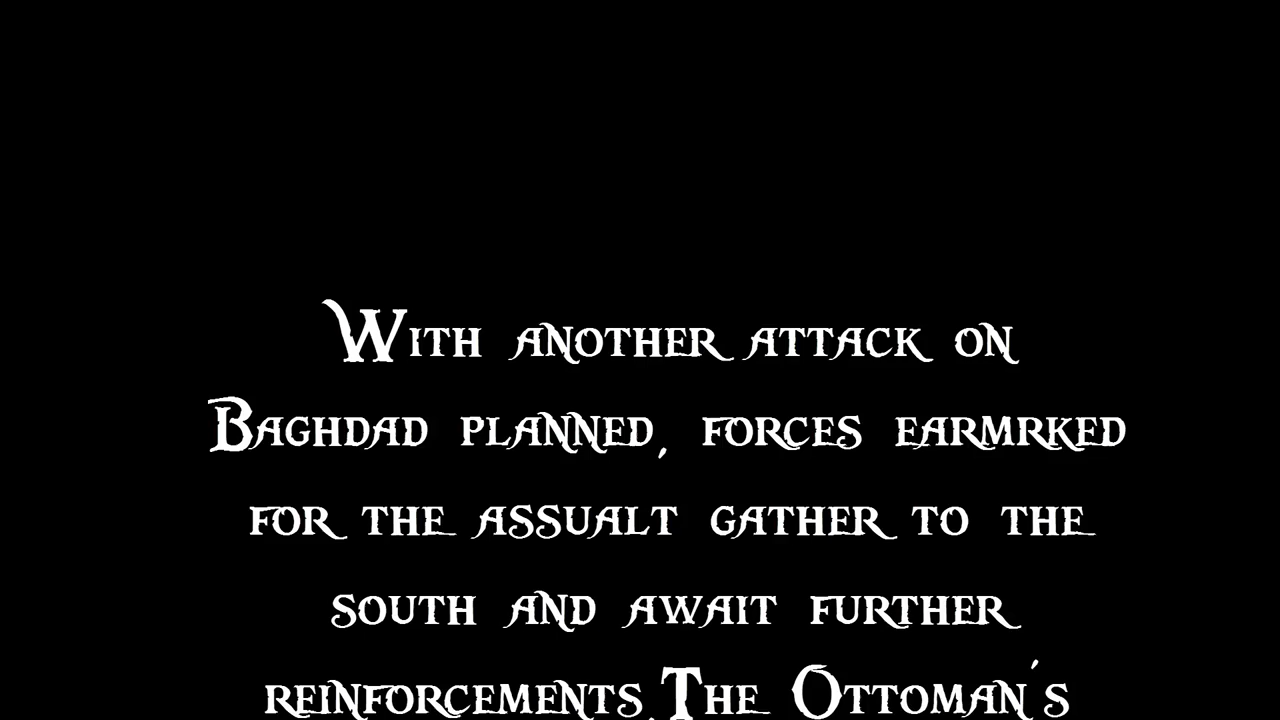 With another attack on
Baghdad planned, forces earmrked
for the assualt gather to the
south and await further
reinforcements.The Ottoman's